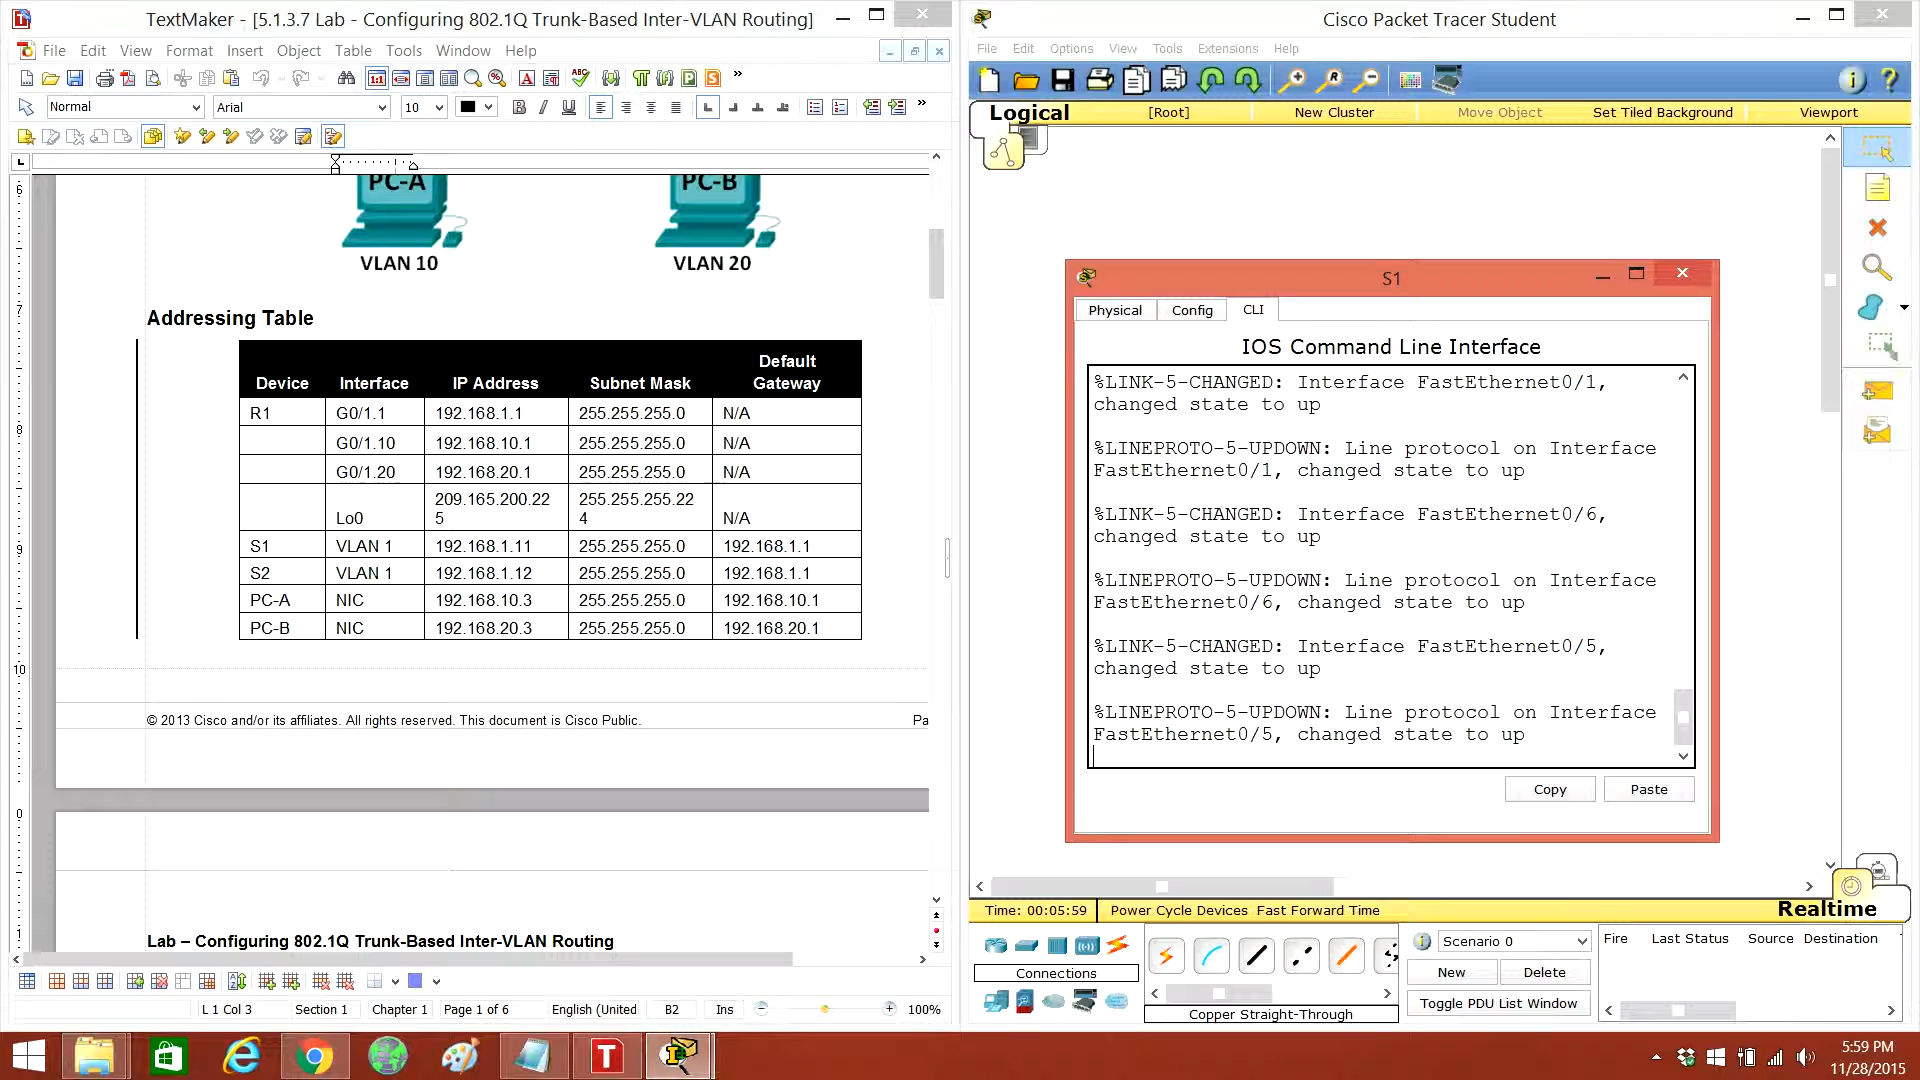 TextMaker - [5.1.3.7 Lab - Configuring 802.1Q Trunk-Based Inter-VLAN Routing]
File Edit View Format Insert Object Table Tools Window Help
Normal Arial 10
PC-A PC-B
VLAN 10 VLAN 20
Addressing Table
Device Interface IP Address Subnet Mask Default Gateway
R1 G0/1.1 192.168.1.1 255.255.255.0 N/A
G0/1.10 192.168.10.1 255.255.255.0 N/A
G0/1.20 192.168.20.1 255.255.255.0 N/A
Lo0 209.165.200.225 255.255.255.224 N/A
S1 VLAN 1 192.168.1.11 255.255.255.0 192.168.1.1
S2 VLAN 1 192.168.1.12 255.255.255.0 192.168.1.1
PC-A NIC 192.168.10.3 255.255.255.0 192.168.10.1
PC-B NIC 192.168.20.3 255.255.255.0 192.168.20.1
© 2013 Cisco and/or its affiliates. All rights reserved. This document is Cisco Public. Pa
Lab – Configuring 802.1Q Trunk-Based Inter-VLAN Routing
L 1 Col 3 Section 1 Chapter 1 Page 1 of 6 English (United B2 Ins 100%
Cisco Packet Tracer Student
File Edit Options View Tools Extensions Help
Logical [Root] New Cluster Move Object Set Tiled Background Viewport
S1
Physical Config CLI
IOS Command Line Interface
%LINK-5-CHANGED: Interface FastEthernet0/1,
changed state to up
%LINEPROTO-5-UPDOWN: Line protocol on Interface
FastEthernet0/1, changed state to up
%LINK-5-CHANGED: Interface FastEthernet0/6,
changed state to up
%LINEPROTO-5-UPDOWN: Line protocol on Interface
FastEthernet0/6, changed state to up
%LINK-5-CHANGED: Interface FastEthernet0/5,
changed state to up
%LINEPROTO-5-UPDOWN: Line protocol on Interface
FastEthernet0/5, changed state to up
Copy Paste
Time: 00:05:59 Power Cycle Devices Fast Forward Time
Realtime
Connections
Copper Straight-Through
Scenario 0
New Delete
Toggle PDU List Window
Fire Last Status Source Destination
5:59 PM
11/28/2015